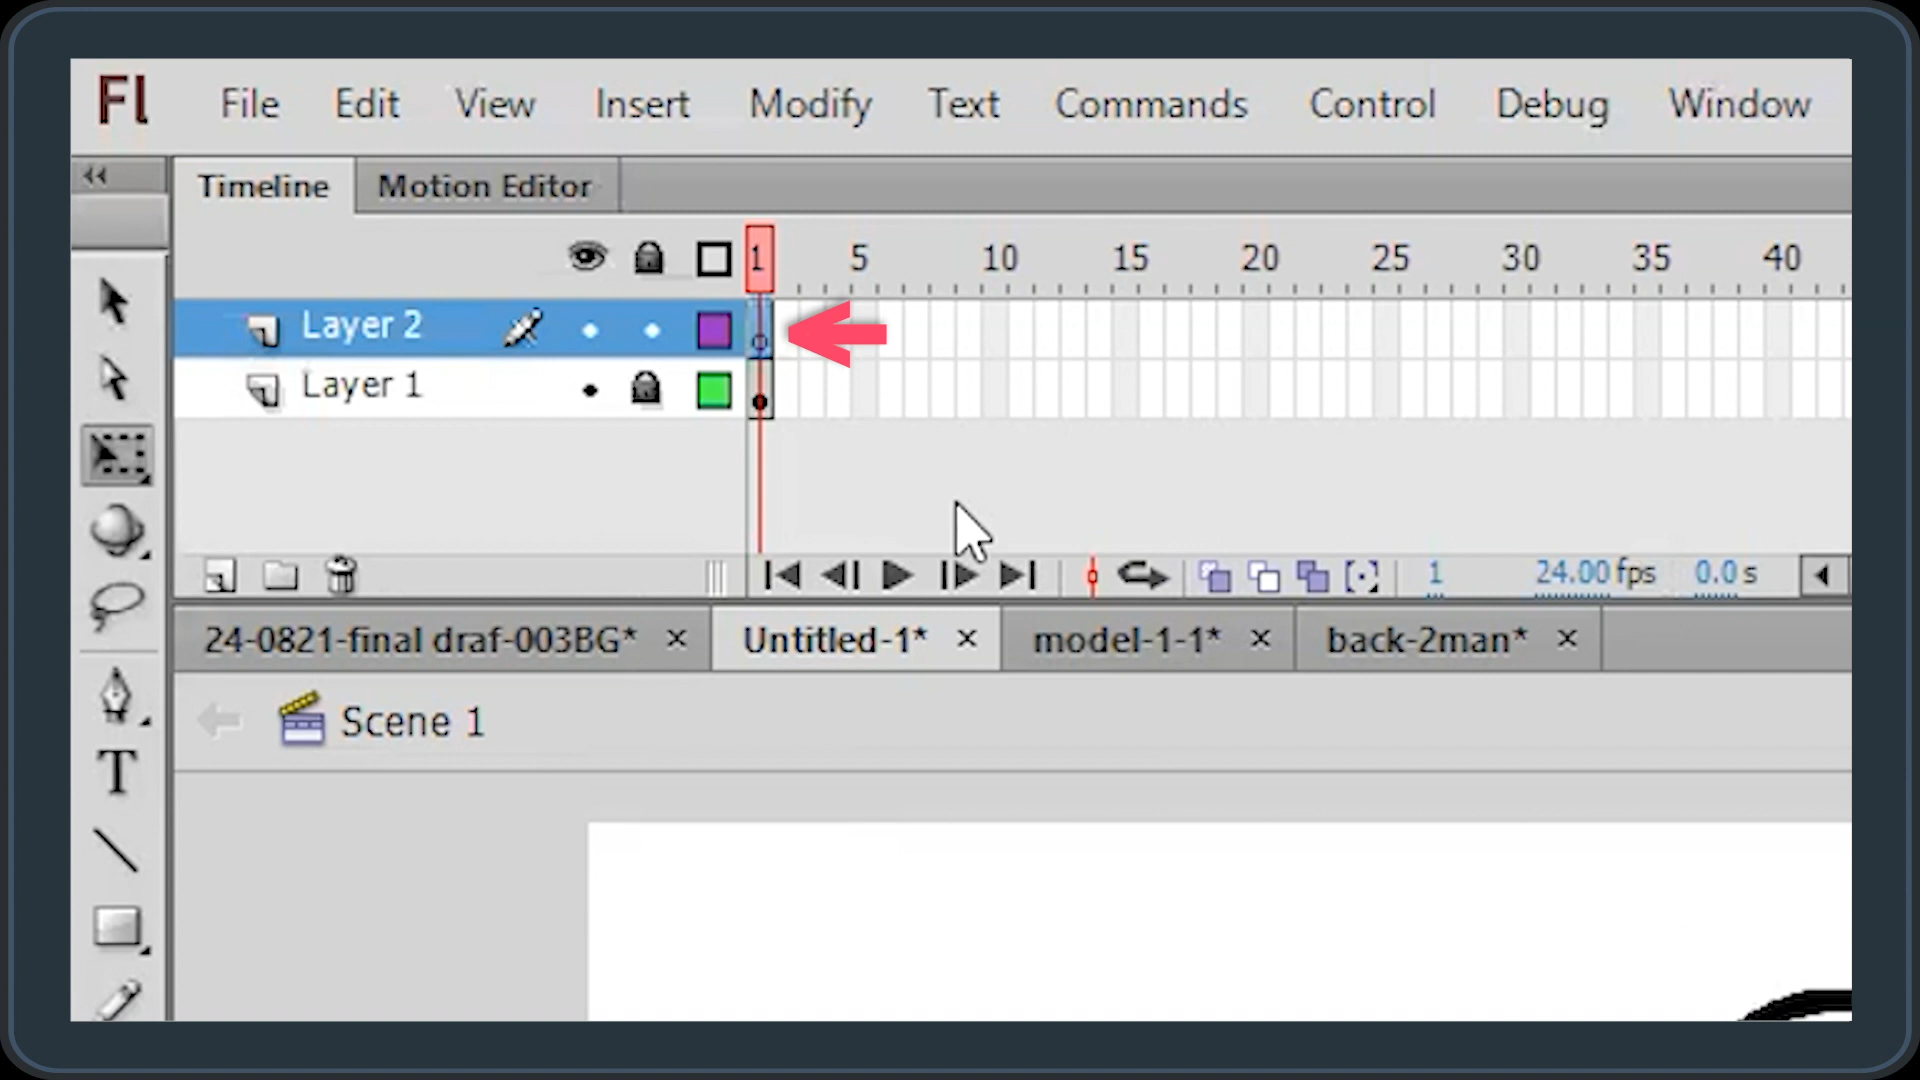 Fl File Edit View Insert Modify Text Commands Control Debug Window
Timeline Motion Editor
1 5 10 15 20 25 30 35 40
Layer 2
Layer 1
1 24.00 fps 0.0 s
24-0821-final draf-003BG* × Untitled-1* × model-1-1* × back-2man* ×
Scene 1
T